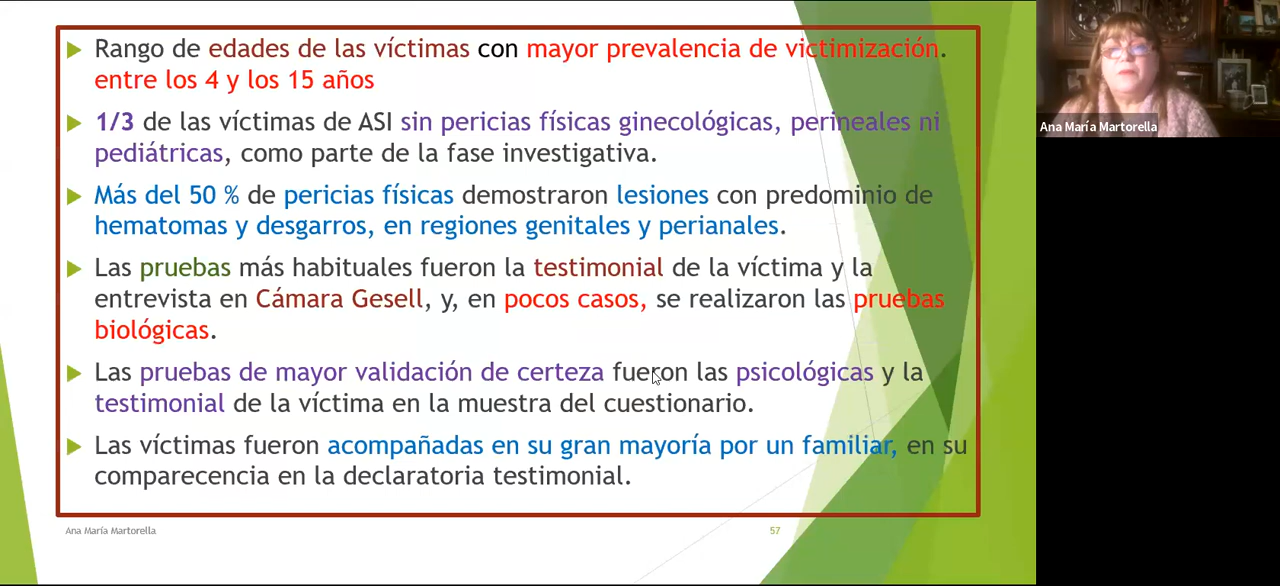 Rango de edades de las víctimas con mayor prevalencia de victimización.
entre los 4 y los 15 años
1/3 de las víctimas de ASI sin pericias físicas ginecológicas, perineales ni
pediátricas, como parte de la fase investigativa.
Más del 50 % de pericias físicas demostraron lesiones con predominio de
hematomas y desgarros, en regiones genitales y perianales.
Las pruebas más habituales fueron la testimonial de la víctima y la
entrevista en Cámara Gesell, y, en pocos casos, se realizaron las pruebas
biológicas.
Las pruebas de mayor validación de certeza fueron las psicológicas y la
testimonial de la víctima en la muestra del cuestionario.
Las víctimas fueron acompañadas en su gran mayoría por un familiar, en su
comparecencia en la declaratoria testimonial.
Ana María Martorella
57
Ana María Martorella